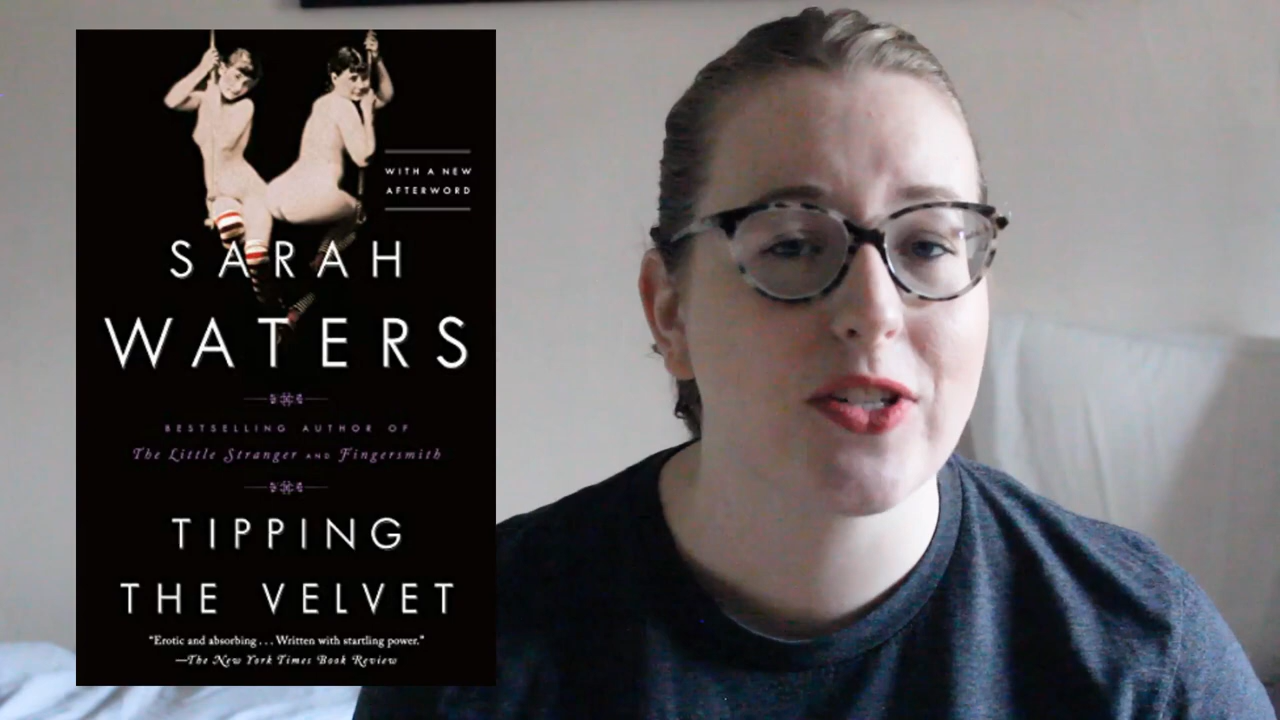 WITH A NEW
AFTERWORD
SARAH
WATERS
BESTSELLING AUTHOR OF
The Little Stranger AND Fingersmith
TIPPING
THE VELVET
“Erotic and absorbing . . . Written with startling power.”
—The New York Times Book Review